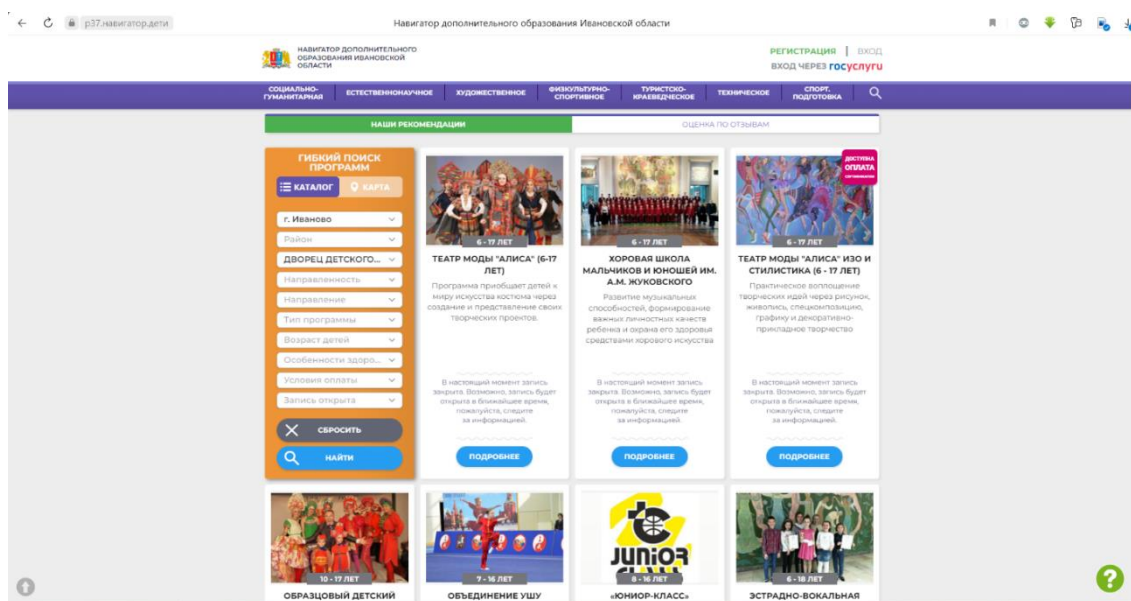 р37.навигатор.дети
Навигатор дополнительного образования Ивановской области
НАВИГАТОР ДОПОЛНИТЕЛЬНОГО
ОБРАЗОВАНИЯ ИВАНОВСКОЙ
ОБЛАСТИ
РЕГИСТРАЦИЯ | ВХОД
ВХОД ЧЕРЕЗ госуслуги
СОЦИАЛЬНО-
ГУМАНИТАРНАЯ
ЕСТЕСТВЕННОНАУЧНОЕ
ХУДОЖЕСТВЕННОЕ
ФИЗКУЛЬТУРНО-
СПОРТИВНОЕ
ТУРИСТСКО-
КРАЕВЕДЧЕСКОЕ
ТЕХНИЧЕСКОЕ
СПОРТ.
ПОДГОТОВКА
НАШИ РЕКОМЕНДАЦИИ
ОЦЕНКА ПО ОТЗЫВАМ
ГИБКИЙ ПОИСК
ПРОГРАММ
КАТАЛОГ
КАРТА
г. Иваново
Район
ДВОРЕЦ ДЕТСКОГО...
Направленность
Направление
Тип программы
Возраст детей
Особенности здоро...
Условия оплаты
Запись открыта
СБРОСИТЬ
НАЙТИ
6 - 17 ЛЕТ
ТЕАТР МОДЫ "АЛИСА" (6-17
ЛЕТ)
Программа приобщает детей к
миру искусства костюма через
создание и представление своих
творческих проектов.
В настоящий момент запись
закрыта. Возможно, запись будет
открыта в ближайшее время,
пожалуйста, следите
за информацией.
ПОДРОБНЕЕ
6 - 17 ЛЕТ
ХОРОВАЯ ШКОЛА
МАЛЬЧИКОВ И ЮНОШЕЙ ИМ.
А.М. ЖУКОВСКОГО
Развитие музыкальных
способностей, формирование
важных личностных качеств
ребенка и охрана его здоровья
средствами хорового искусства
В настоящий момент запись
закрыта. Возможно, запись будет
открыта в ближайшее время,
пожалуйста, следите
за информацией.
ПОДРОБНЕЕ
ДОСТУПНА
ОПЛАТА
сертификатом
6 - 17 ЛЕТ
ТЕАТР МОДЫ "АЛИСА" ИЗО И
СТИЛИСТИКА (6 - 17 ЛЕТ)
Практическое воплощение
творческих идей через рисунок,
живопись, спецкомпозицию,
графику и декоративно-
прикладное творчество
В настоящий момент запись
закрыта. Возможно, запись будет
открыта в ближайшее время,
пожалуйста, следите
за информацией.
ПОДРОБНЕЕ
10 - 17 ЛЕТ
ОБРАЗЦОВЫЙ ДЕТСКИЙ
7 - 16 ЛЕТ
ОБЪЕДИНЕНИЕ УШУ
JUNIOR
8 - 16 ЛЕТ
«ЮНИОР-КЛАСС»
6 - 18 ЛЕТ
ЭСТРАДНО-ВОКАЛЬНАЯ